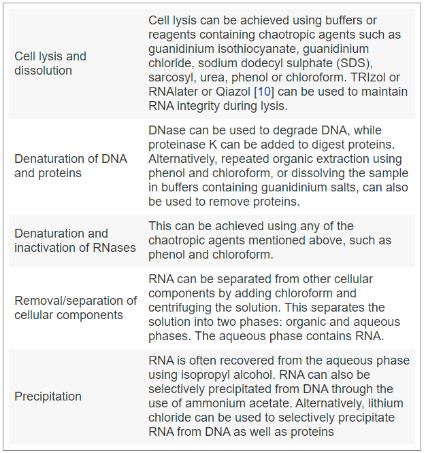 Cell lysis and
dissolution
Cell lysis can be achieved using buffers or
reagents containing chaotropic agents such as
guanidinium isothiocyanate, guanidinium
chloride, sodium dodecyl sulphate (SDS),
sarcosyl, urea, phenol or chloroform. TRIzol or
RNAlater or Qiazol [10] can be used to maintain
RNA integrity during lysis.
Denaturation of DNA
and proteins
DNase can be used to degrade DNA, while
proteinase K can be added to digest proteins.
Alternatively, repeated organic extraction using
phenol and chloroform, or dissolving the sample
in buffers containing guanidinium salts, can also
be used to remove proteins.
Denaturation and
inactivation of RNases
This can be achieved using any of the
chaotropic agents mentioned above, such as
phenol and chloroform.
Removal/separation of
cellular components
RNA can be separated from other cellular
components by adding chloroform and
centrifuging the solution. This separates the
solution into two phases: organic and aqueous
phases. The aqueous phase contains RNA.
Precipitation
RNA is often recovered from the aqueous phase
using isopropyl alcohol. RNA can also be
selectively precipitated from DNA through the
use of ammonium acetate. Alternatively, lithium
chloride can be used to selectively precipitate
RNA from DNA as well as proteins